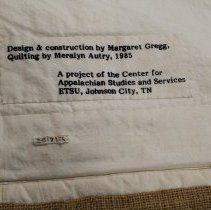 Design & construction by Margaret Gregg,
Quilting by Meralyn Autry, 1985
A project of the Center for
Appalachian Studies and Services
ETSU, Johnson City, TN